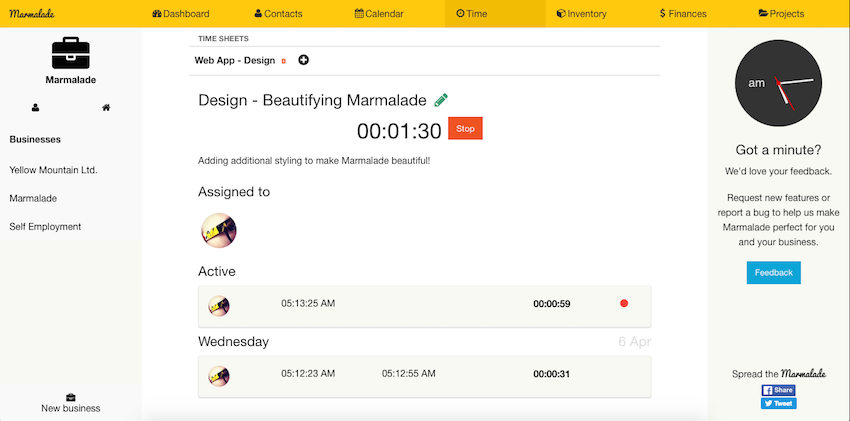 Marmalade
Dashboard
Contacts
Calendar
Time
Inventory
Finances
Projects
Marmalade
Businesses
Yellow Mountain Ltd.
Marmalade
Self Employment
New business
TIME SHEETS
Web App - Design
Design - Beautifying Marmalade
00:01:30 Stop
Adding additional styling to make Marmalade beautiful!
Assigned to
Active
05:13:25 AM 00:00:59
Wednesday 6 Apr
05:12:23 AM 05:12:55 AM 00:00:31
am
Got a minute?
We'd love your feedback.
Request new features or
report a bug to help us make
Marmalade perfect for you
and your business.
Feedback
Spread the Marmalade
Share
Tweet